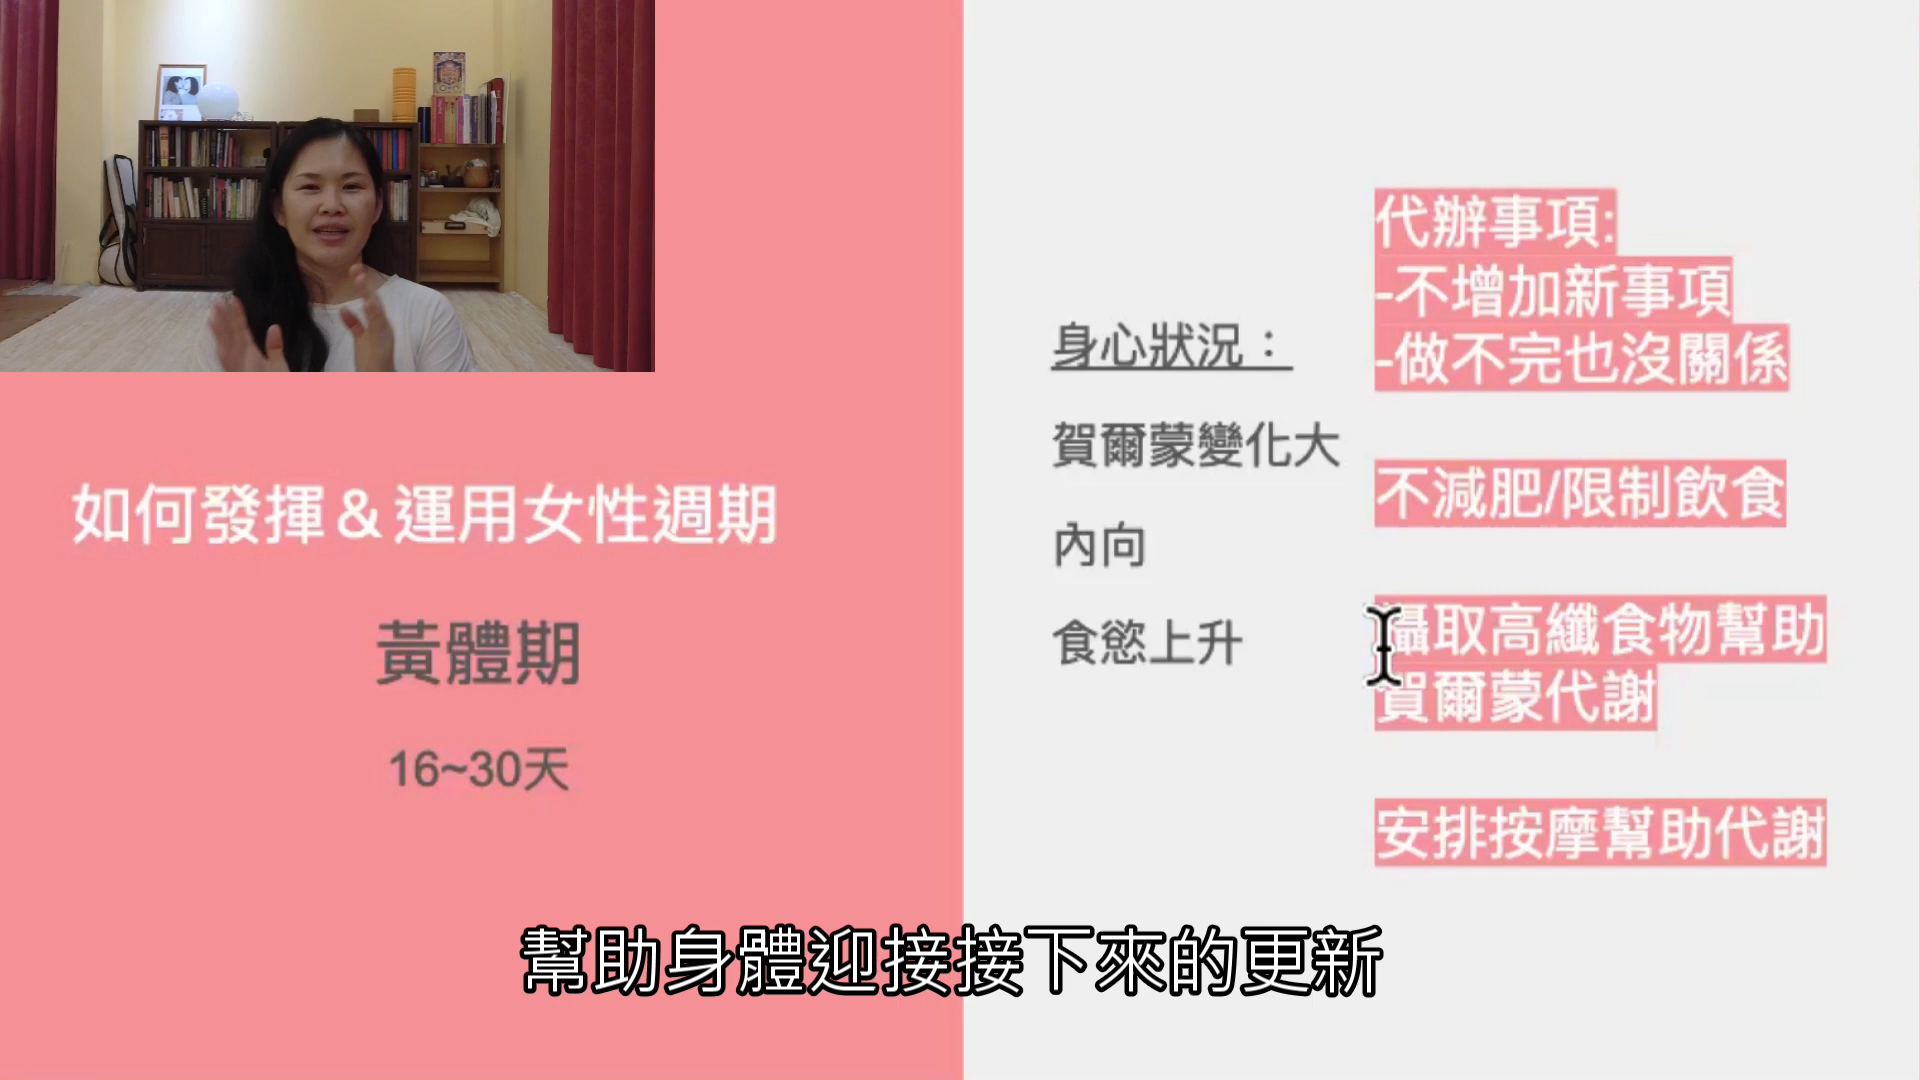 如何發揮&運用女性週期
黃體期
16~30天
身心狀況：
賀爾蒙變化大
內向
食慾上升
代辦事項:
-不增加新事項
-做不完也沒關係
不減肥/限制飲食
攝取高纖食物幫助
賀爾蒙代謝
安排按摩幫助代謝
幫助身體迎接接下來的更新